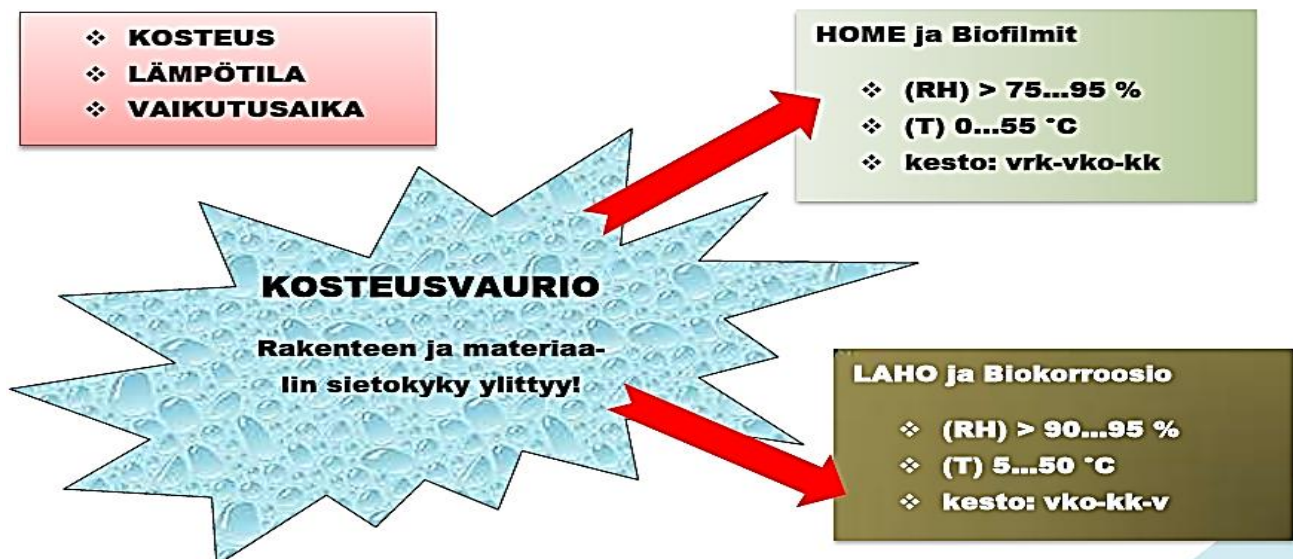 ❖ KOSTEUS
❖ LÄMPÖTILA
❖ VAIKUTUSAIKA
HOME ja Biofilmit
❖ (RH) > 75...95 %
❖ (T) 0...55 °C
❖ kesto: vrk-vko-kk
KOSTEUSVAURIO
Rakenteen ja materiaa-
lin sietokyky ylittyy!
LAHO ja Biokorroosio
❖ (RH) > 90...95 %
❖ (T) 5...50 °C
❖ kesto: vko-kk-v